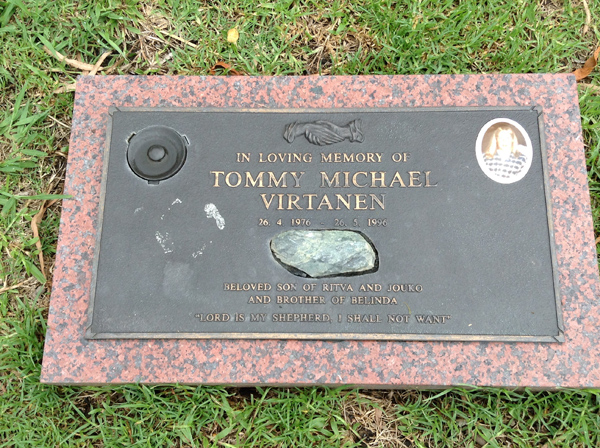 IN LOVING MEMORY OF
TOMMY MICHAEL
VIRTANEN
26. 4. 1976 - 26. 5. 1996
BELOVED SON OF RITVA AND JOUKO
AND BROTHER OF BELINDA
"LORD IS MY SHEPHERD, I SHALL NOT WANT"